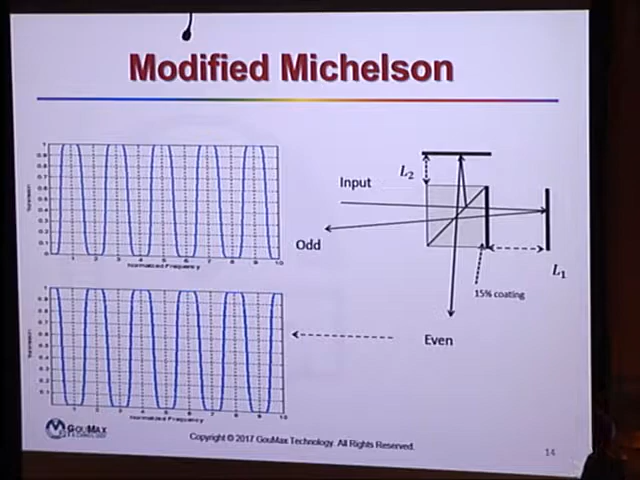 Modified Michelson
Input
Odd
L2
L1
15% coating
Even
Normalized Frequency
Normalized Frequency
GouMax
Copyright © 2017 GouMax Technology. All Rights Reserved.
14